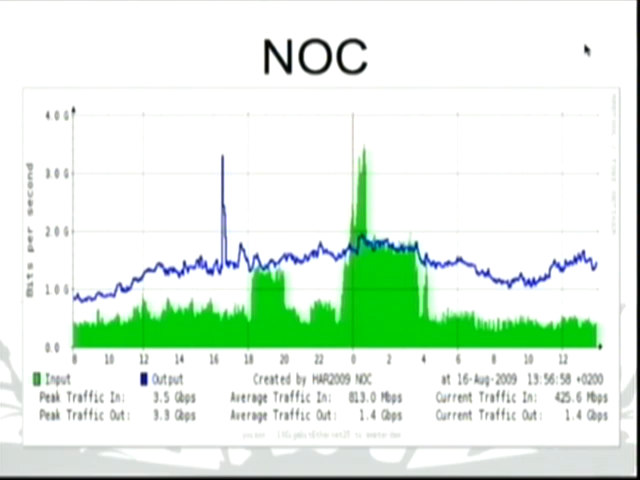 NOC
Bits per second
4.0 G
3.0 G
2.0 G
1.0 G
0.0
8 10 12 14 16 18 20 22 0 2 4 6 8 10 12
Input Output Created by HAR2009 NOC at 16-Aug-2009 13:56:58 +0200
Peak Traffic In: 3.5 Gbps Average Traffic In: 813.0 Mbps Current Traffic In: 425.6 Mbps
Peak Traffic Out: 3.3 Gbps Average Traffic Out: 1.4 Gbps Current Traffic Out: 1.4 Gbps